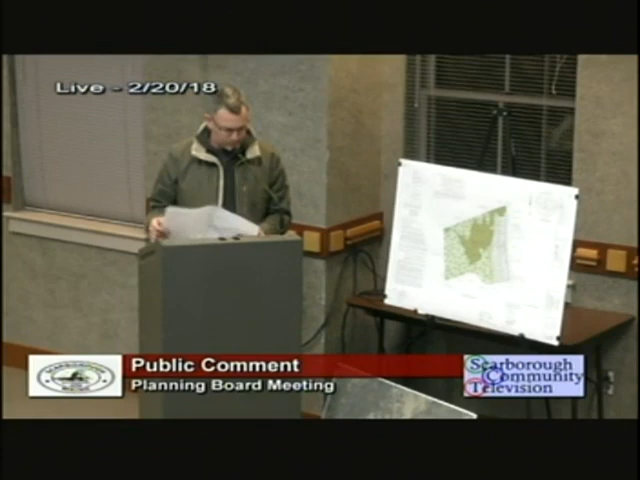 Live - 2/20/18
Public Comment
Planning Board Meeting
Scarborough
Community
Television